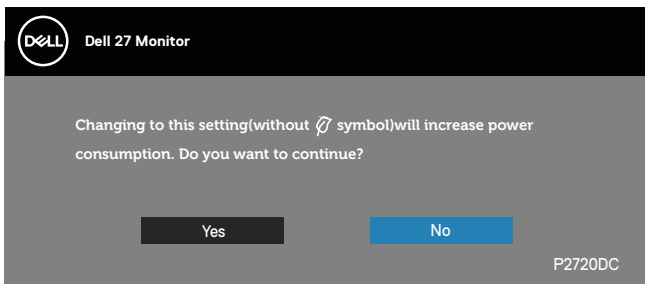 DELL Dell 27 Monitor
Changing to this setting(without symbol)will increase power
consumption. Do you want to continue?
Yes No
P2720DC